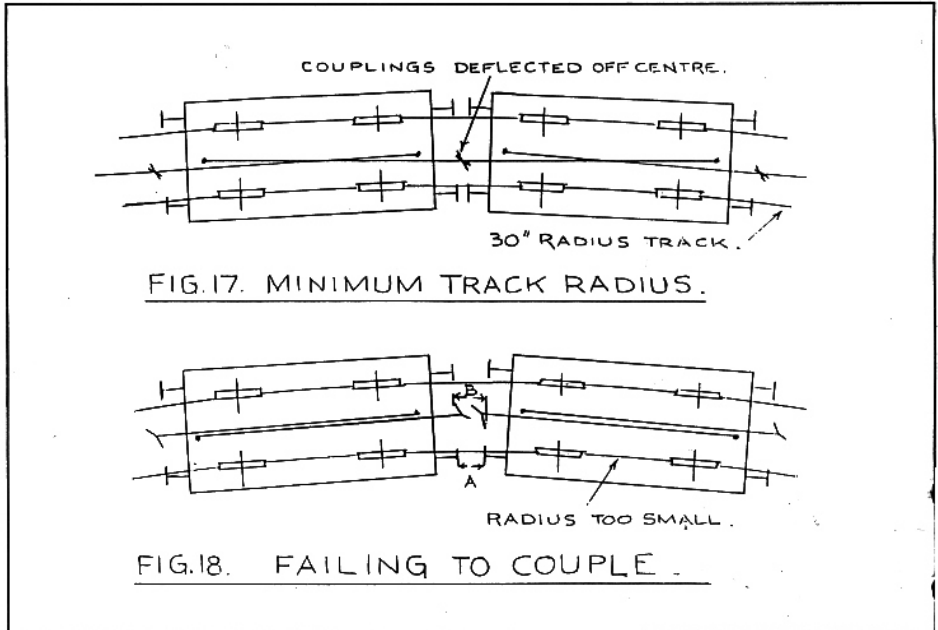 COUPLINGS DEFLECTED OFF CENTRE.
30" RADIUS TRACK.
FIG.17. MINIMUM TRACK RADIUS.
B
A
RADIUS TOO SMALL.
FIG.18. FAILING TO COUPLE.